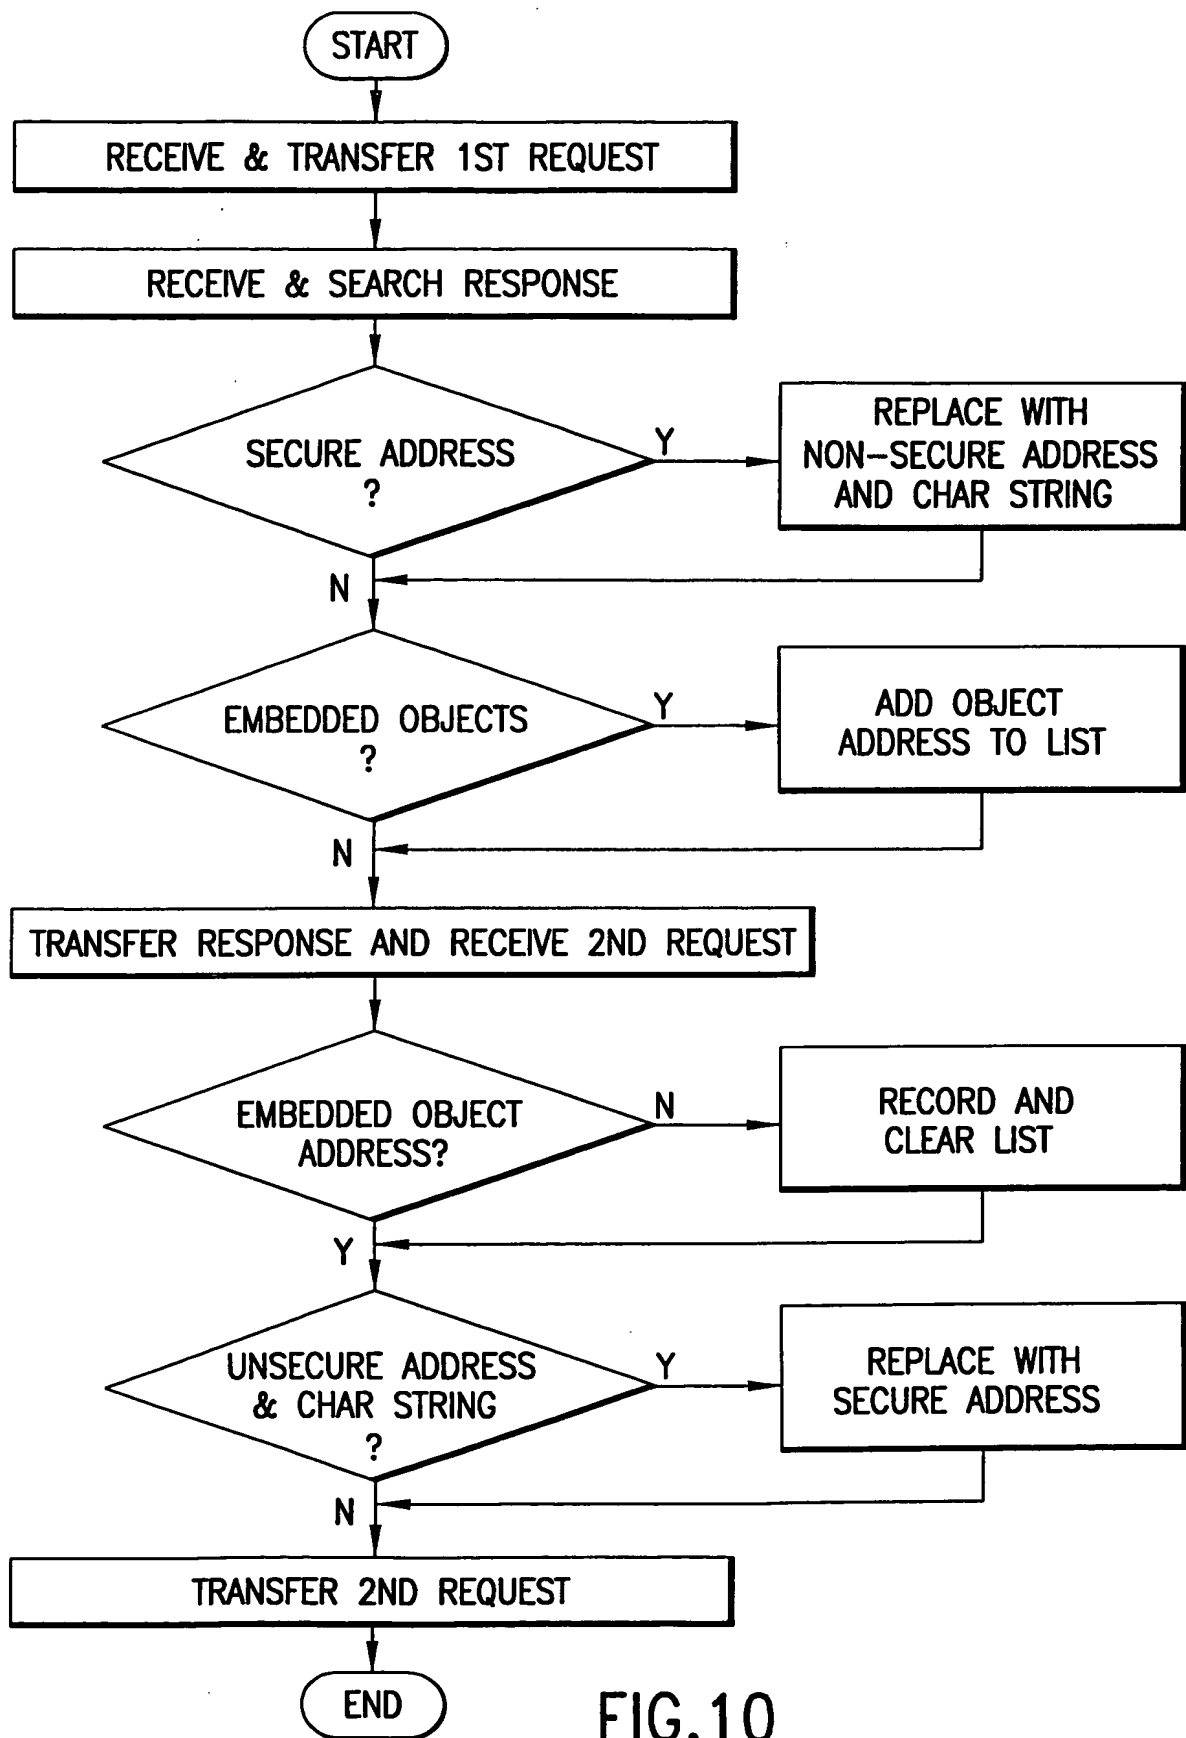 START
RECEIVE & TRANSFER 1ST REQUEST
RECEIVE & SEARCH RESPONSE
SECURE ADDRESS
?
Y
REPLACE WITH
NON-SECURE ADDRESS
AND CHAR STRING
N
EMBEDDED OBJECTS
?
Y
ADD OBJECT
ADDRESS TO LIST
N
TRANSFER RESPONSE AND RECEIVE 2ND REQUEST
EMBEDDED OBJECT
ADDRESS?
N
RECORD AND
CLEAR LIST
Y
UNSECURE ADDRESS
& CHAR STRING
?
Y
REPLACE WITH
SECURE ADDRESS
N
TRANSFER 2ND REQUEST
END
FIG.10